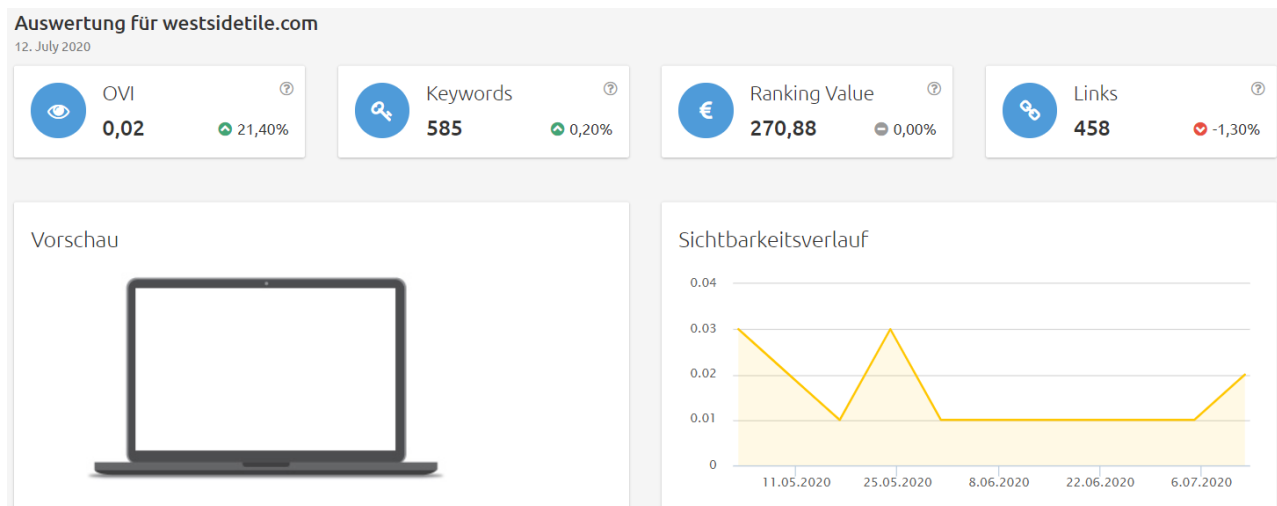 Auswertung für westsidetile.com
12. July 2020
OVI
0,02
21,40%
Keywords
585
0,20%
Ranking Value
270,88
0,00%
Links
458
-1,30%
Vorschau
Sichtbarkeitsverlauf
0.04
0.03
0.02
0.01
0
11.05.2020 25.05.2020 8.06.2020 22.06.2020 6.07.2020